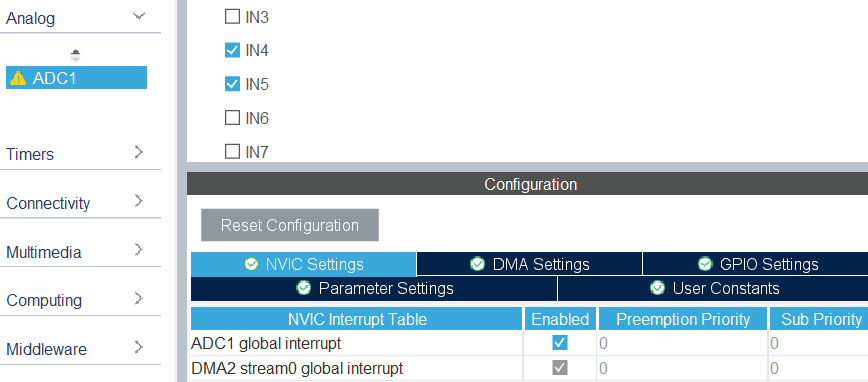 Analog
ADC1
Timers
Connectivity
Multimedia
Computing
Middleware
IN3
IN4
IN5
IN6
IN7
Configuration
Reset Configuration
NVIC Settings DMA Settings GPIO Settings
Parameter Settings User Constants
NVIC Interrupt Table Enabled Preemption Priority Sub Priority
ADC1 global interrupt 0 0
DMA2 stream0 global interrupt 0 0